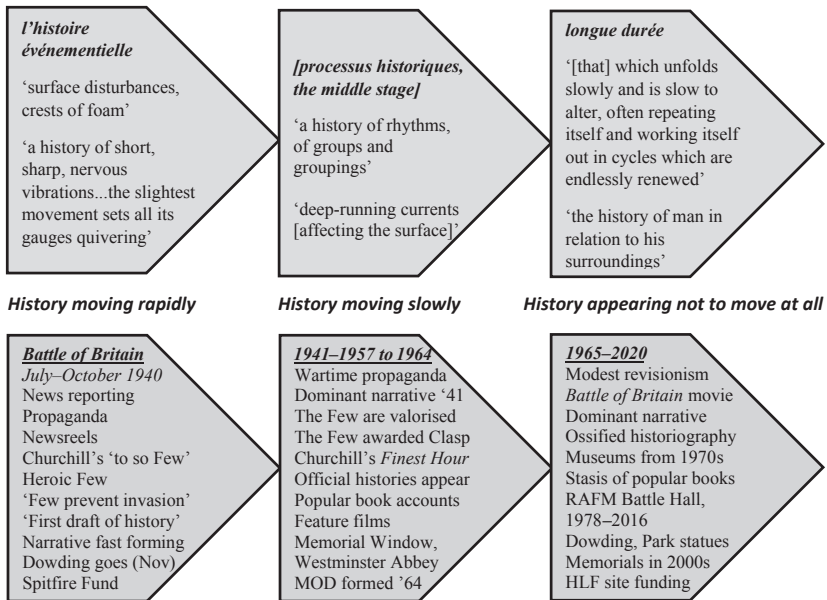 l'histoire
événementielle
'surface disturbances,
crests of foam'
'a history of short,
sharp, nervous
vibrations...the slightest
movement sets all its
gauges quivering'
[processus historiques,
the middle stage]
'a history of rhythms,
of groups and
groupings'
'deep-running currents
[affecting the surface]'
longue durée
'[that] which unfolds
slowly and is slow to
alter, often repeating
itself and working itself
out in cycles which are
endlessly renewed'
'the history of man in
relation to his
surroundings'
History moving rapidly
History moving slowly
History appearing not to move at all
Battle of Britain
July–October 1940
News reporting
Propaganda
Newsreels
Churchill's 'to so Few'
Heroic Few
'Few prevent invasion'
'First draft of history'
Narrative fast forming
Dowding goes (Nov)
Spitfire Fund
1941–1957 to 1964
Wartime propaganda
Dominant narrative '41
The Few are valorised
The Few awarded Clasp
Churchill's Finest Hour
Official histories appear
Popular book accounts
Feature films
Memorial Window,
Westminster Abbey
MOD formed '64
1965–2020
Modest revisionism
Battle of Britain movie
Dominant narrative
Ossified historiography
Museums from 1970s
Stasis of popular books
RAFM Battle Hall,
1978–2016
Dowding, Park statues
Memorials in 2000s
HLF site funding